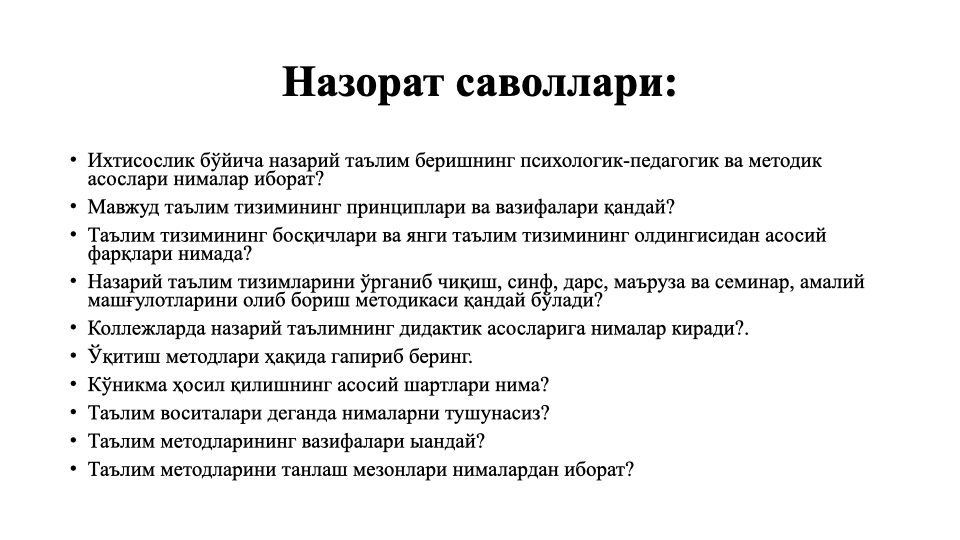 Назорат саволлари:
• Ихтисослик бўйича назарий таълим беришнинг психологик-педагогик ва методик
асослари нималар иборат?
• Мавжуд таълим тизимининг принциплари ва вазифалари қандай?
• Таълим тизимининг босқичлари ва янги таълим тизимининг олдингисидан асосий
фарқлари нимада?
• Назарий таълим тизимларини ўрганиб чиқиш, синф, дарс, маъруза ва семинар, амалий
машғулотларини олиб бориш методикаси қандай бўлади?
• Коллежларда назарий таълимнинг дидактик асосларига нималар киради?.
• Ўқитиш методлари ҳақида гапириб беринг.
• Кўникма ҳосил қилишнинг асосий шартлари нима?
• Таълим воситалари деганда нималарни тушунасиз?
• Таълим методларининг вазифалари ыандай?
• Таълим методларини танлаш мезонлари нималардан иборат?